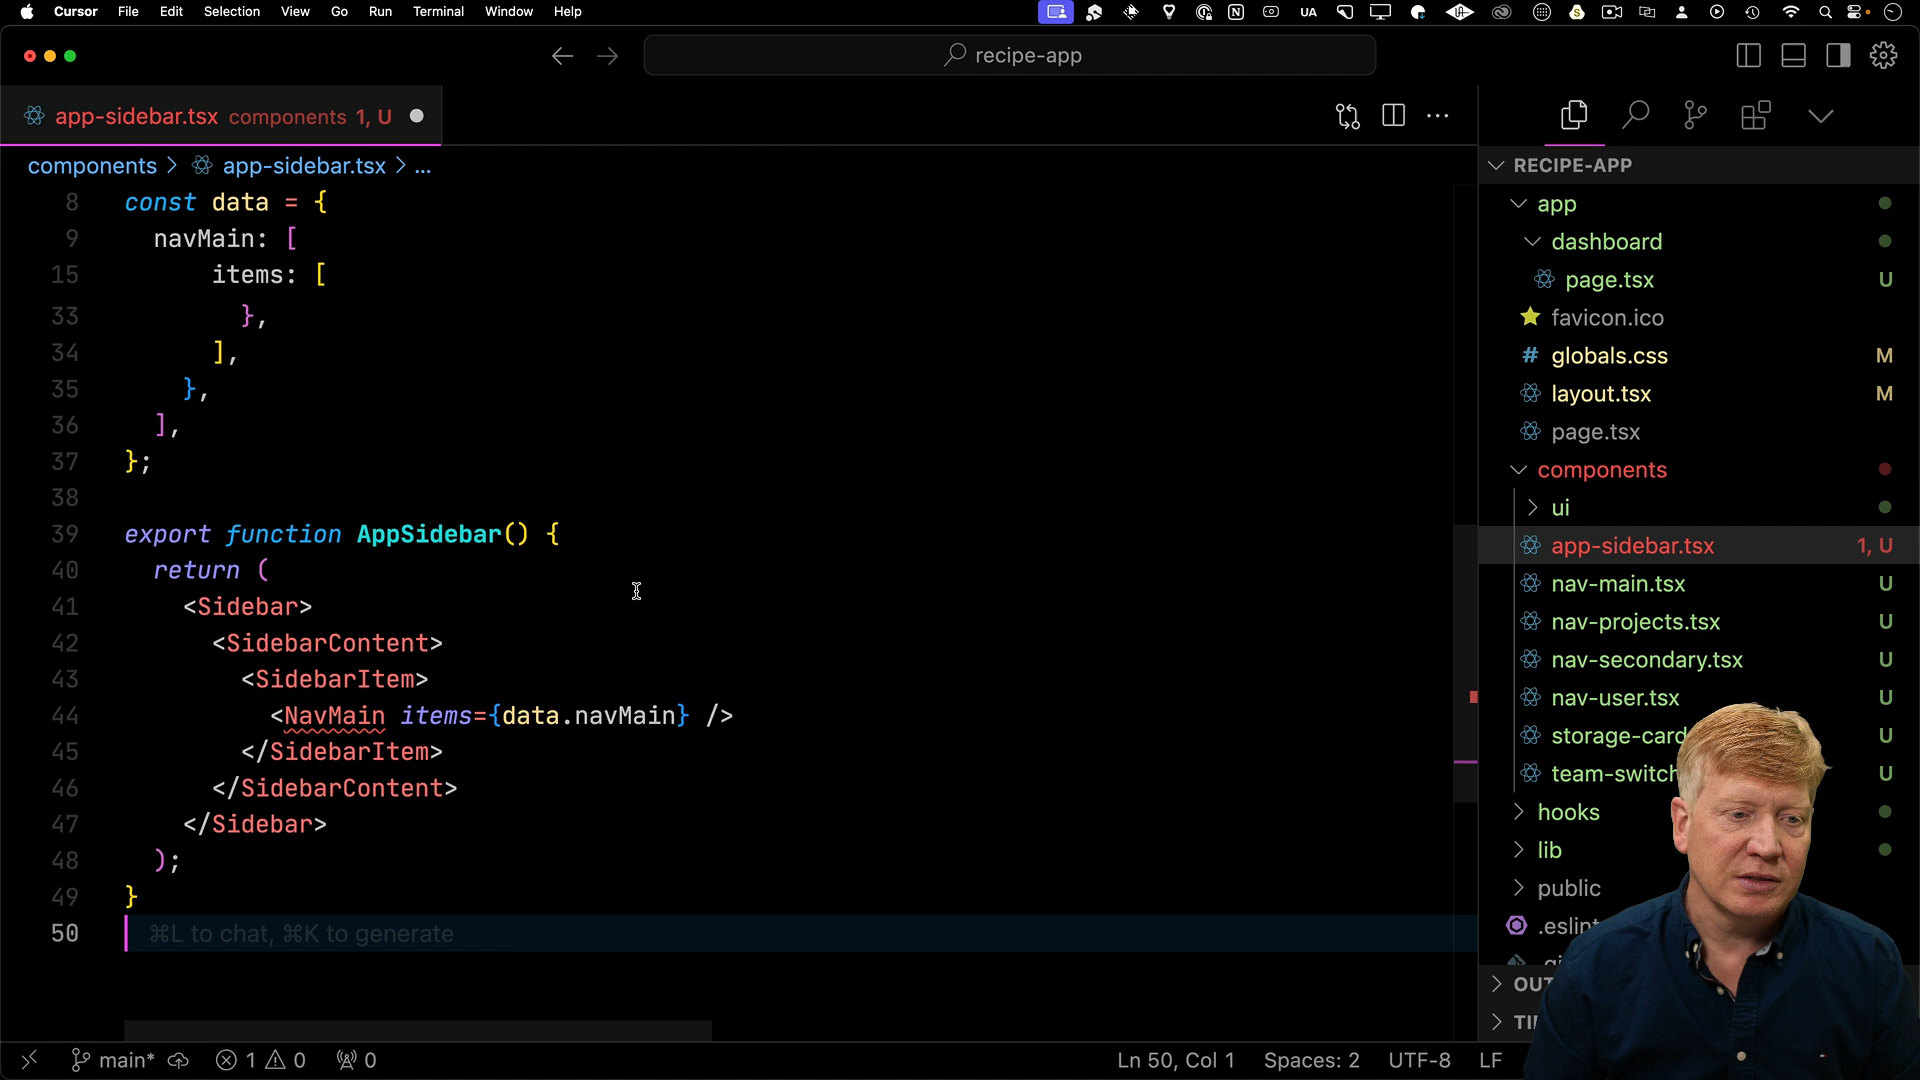 Cursor File Edit Selection View Go Run Terminal Window Help UA
recipe-app
app-sidebar.tsx components 1, U
components > app-sidebar.tsx > ...
8 const data = {
9 navMain: [
15 items: [
33 },
34 ],
35 },
36 ],
37 };
38
39 export function AppSidebar() {
40 return (
41 <Sidebar>
42 <SidebarContent>
43 <SidebarItem>
44 <NavMain items={data.navMain} />
45 </SidebarItem>
46 </SidebarContent>
47 </Sidebar>
48 );
49 }
50 ⌘L to chat, ⌘K to generate
RECIPE-APP
app
dashboard
page.tsx U
favicon.ico
# globals.css M
layout.tsx M
page.tsx
components
ui
app-sidebar.tsx 1, U
nav-main.tsx U
nav-projects.tsx U
nav-secondary.tsx U
nav-user.tsx U
storage-card U
team-switch U
hooks
lib
public
.eslint
OUT
main* 1 0 0 Ln 50, Col 1 Spaces: 2 UTF-8 LF